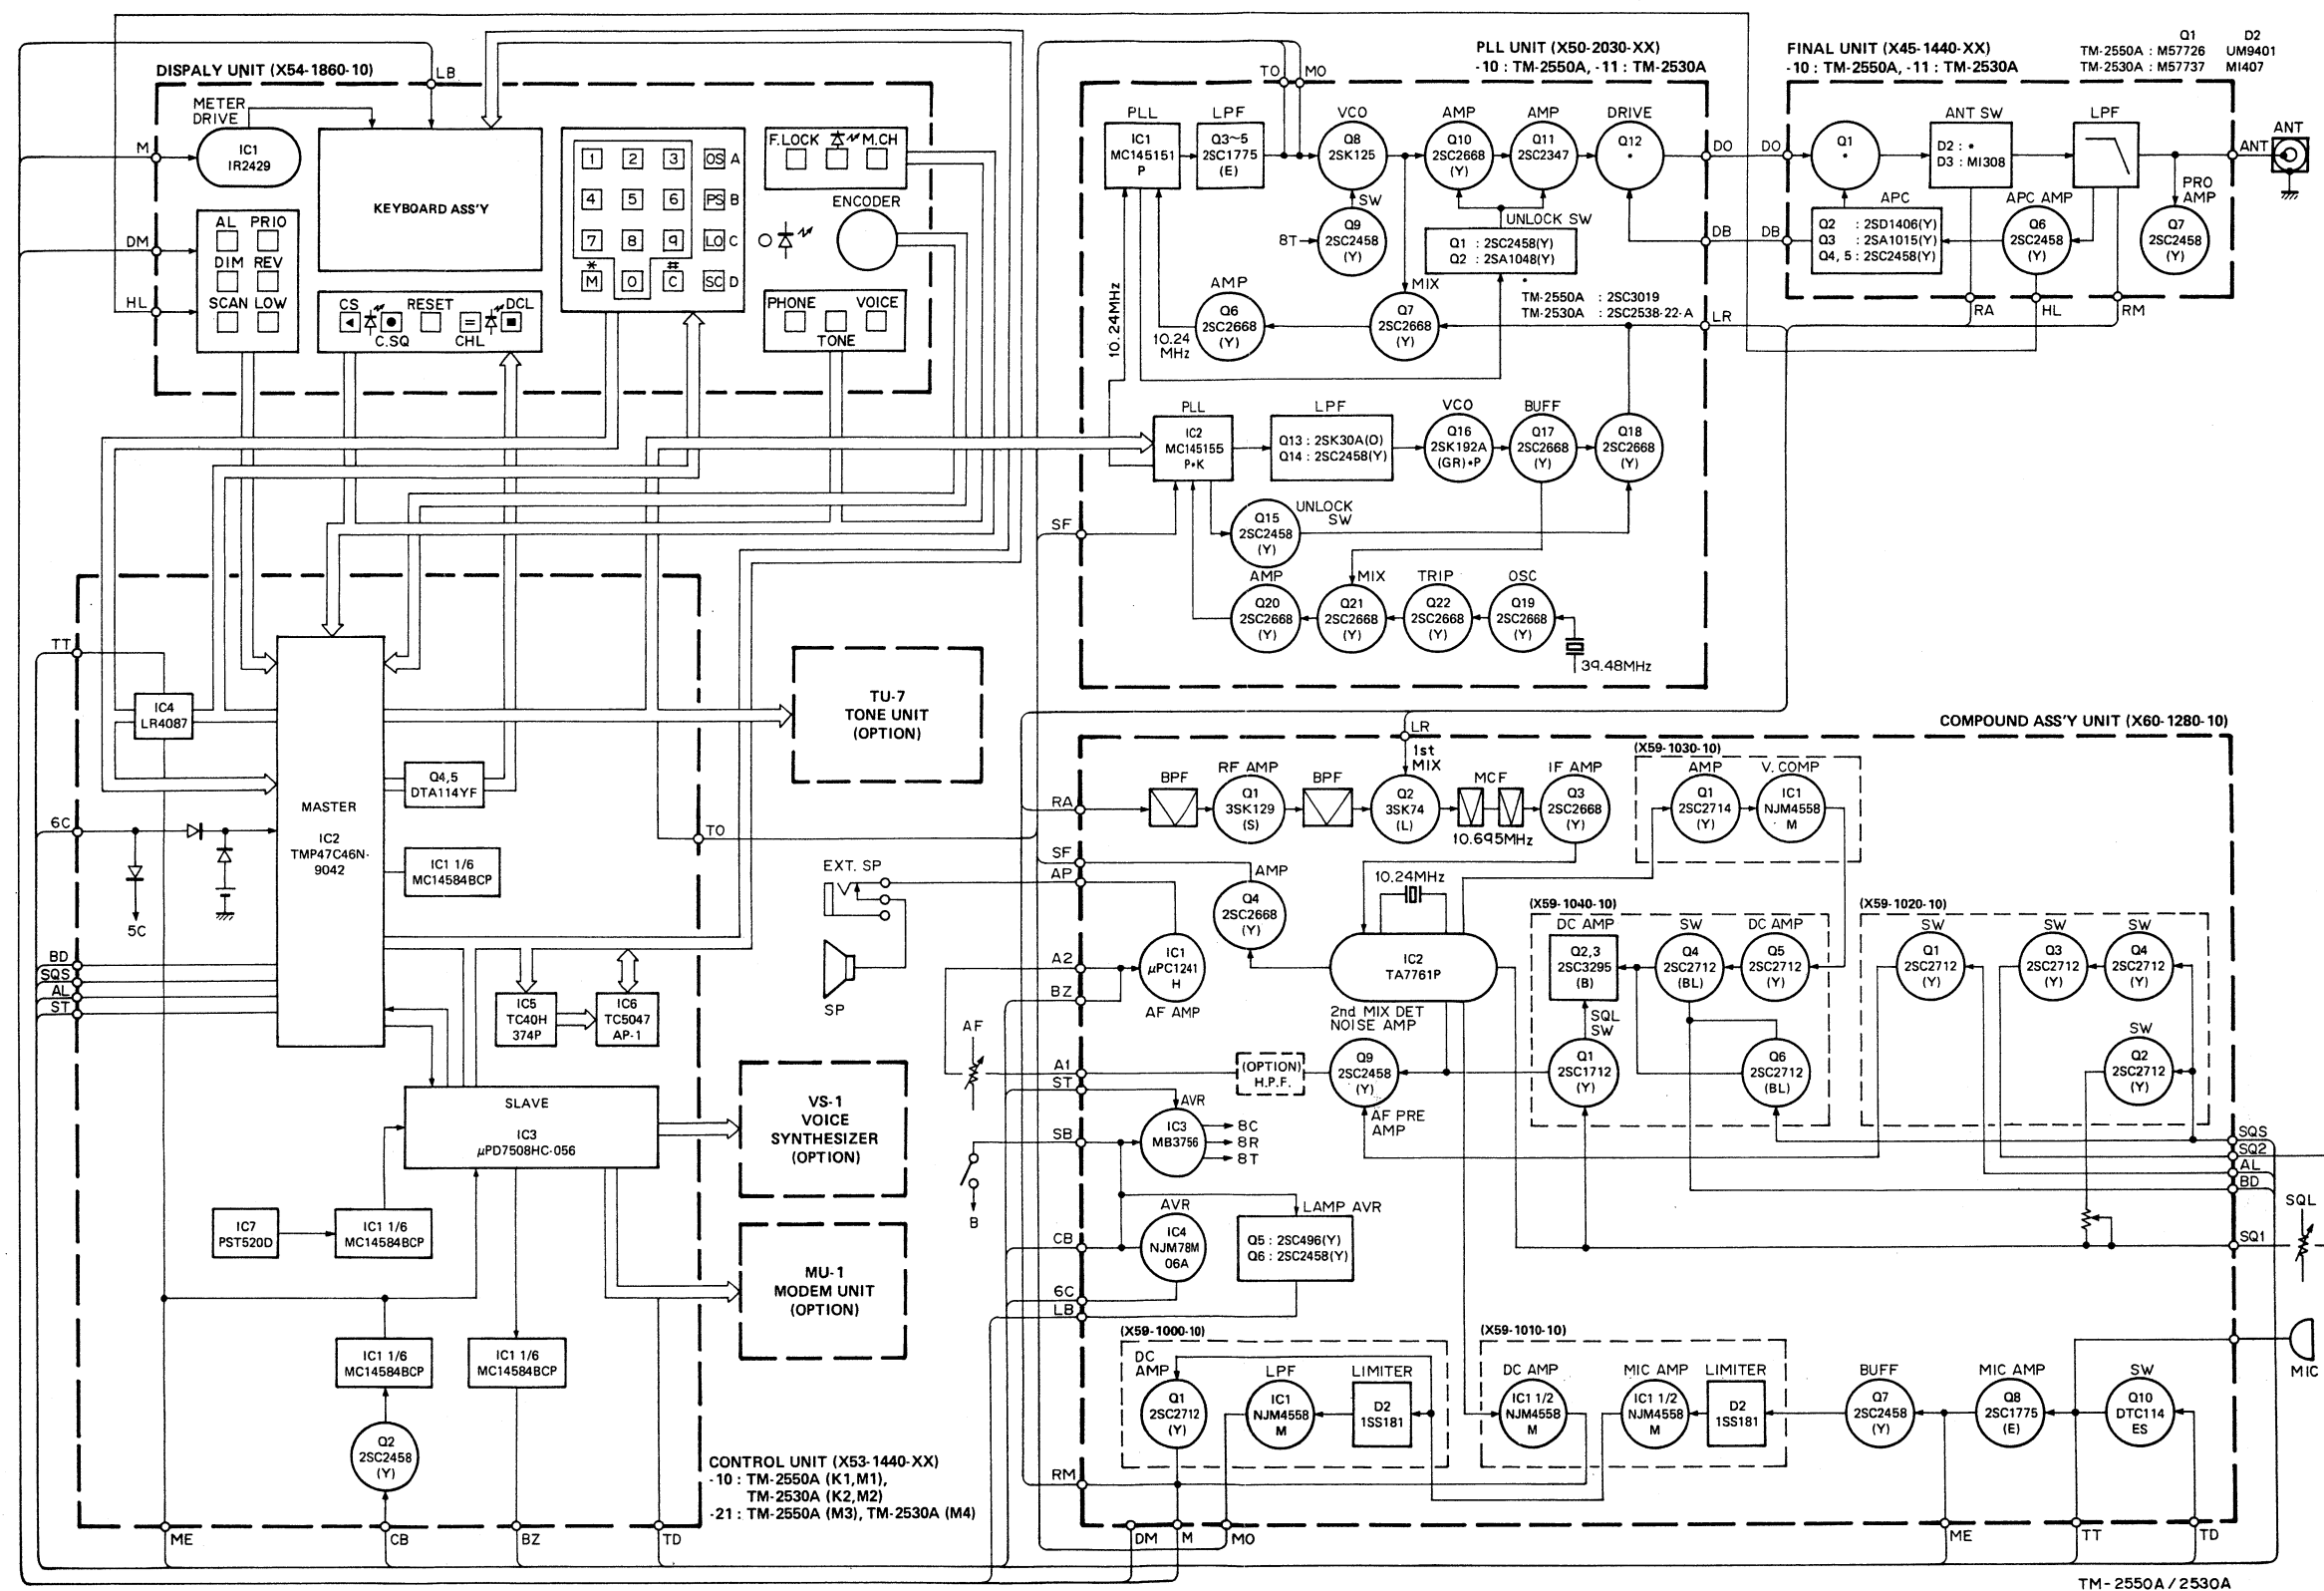 DISPALY UNIT (X54-1860-10)
LB
METER
DRIVE
IC1
IR2429
M
DM
HL
AL PRIO
DIM REV
SCAN LOW
KEYBOARD ASS'Y
CS RESET DCL
C.SQ CHL
1 2 3 OS A
4 5 6 PS B
7 8 9 LO C
* #
M 0 C SC D
F.LOCK M.CH
ENCODER
PHONE VOICE
TONE
PLL UNIT (X50-2030-XX)
-10 : TM-2550A, -11 : TM-2530A
TO MO
PLL
IC1
MC145151
P
LPF
Q3~5
2SC1775
(E)
VCO
Q8
2SK125
AMP
Q10
2SC2668
(Y)
AMP
Q11
2SC2347
DRIVE
Q12
•
DO
DB
SW
Q9
2SC2458
(Y)
8T
UNLOCK SW
Q1 : 2SC2458(Y)
Q2 : 2SA1048(Y)
•
TM-2550A : 2SC3019
TM-2530A : 2SC2538-22-A
AMP
Q6
2SC2668
(Y)
MIX
Q7
2SC2668
(Y)
10.24MHz
10.24
MHz
LR
PLL
IC2
MC145155
P•K
LPF
Q13 : 2SK30A(O)
Q14 : 2SC2458(Y)
VCO
Q16
2SK192A
(GR)•P
BUFF
Q17
2SC2668
(Y)
Q18
2SC2668
(Y)
SF
Q15
2SC2458
(Y)
UNLOCK
SW
AMP
Q20
2SC2668
(Y)
MIX
Q21
2SC2668
(Y)
TRIP
Q22
2SC2668
(Y)
OSC
Q19
2SC2668
(Y)
39.48MHz
FINAL UNIT (X45-1440-XX)
-10 : TM-2550A, -11 : TM-2530A
Q1 D2
TM-2550A : M57726 UM9401
TM-2530A : M57737 MI407
DO
DB
Q1
•
ANT SW
D2 : •
D3 : MI308
LPF
ANT
ANT
APC
Q2 : 2SD1406(Y)
Q3 : 2SA1015(Y)
Q4, 5 : 2SC2458(Y)
APC AMP
Q6
2SC2458
(Y)
PRO
AMP
Q7
2SC2458
(Y)
RA HL RM
TT
6C
5C
BD
SQS
AL
ST
IC4
LR4087
MASTER
IC2
TMP47C46N-
9042
Q4,5
DTA114YF
IC1 1/6
MC14584BCP
TO
IC5
TC40H
374P
IC6
TC5047
AP-1
SLAVE
IC3
μPD7508HC-056
IC7
PST520D
IC1 1/6
MC14584BCP
IC1 1/6
MC14584BCP
IC1 1/6
MC14584BCP
Q2
2SC2458
(Y)
ME CB BZ TD
CONTROL UNIT (X53-1440-XX)
-10 : TM-2550A (K1,M1),
TM-2530A (K2,M2)
-21 : TM-2550A (M3), TM-2530A (M4)
TU-7
TONE UNIT
(OPTION)
EXT. SP
SP
VS-1
VOICE
SYNTHESIZER
(OPTION)
MU-1
MODEM UNIT
(OPTION)
AF
B
COMPOUND ASS'Y UNIT (X60-1280-10)
LR
RA
SF
AP
A2
BZ
A1
ST
SB
CB
6C
LB
RM
BPF
RF AMP
Q1
3SK129
(S)
BPF
1st
MIX
Q2
3SK74
(L)
MCF
10.695MHz
IF AMP
Q3
2SC2668
(Y)
(X59-1030-10)
AMP
Q1
2SC2714
(Y)
V. COMP
IC1
NJM4558
M
AMP
Q4
2SC2668
(Y)
10.24MHz
IC2
TA7761P
2nd MIX DET
NOISE AMP
IC1
μPC1241
H
AF AMP
(X59-1040-10)
DC AMP
Q2,3
2SC3295
(B)
SW
Q4
2SC2712
(BL)
DC AMP
Q5
2SC2712
(Y)
SQL
SW
Q1
2SC1712
(Y)
Q6
2SC2712
(BL)
(X59-1020-10)
SW
Q1
2SC2712
(Y)
SW
Q3
2SC2712
(Y)
SW
Q4
2SC2712
(Y)
SW
Q2
2SC2712
(Y)
(OPTION)
H.P.F.
Q9
2SC2458
(Y)
AF PRE
AMP
AVR
IC3
MB3756
8C
8R
8T
AVR
IC4
NJM78M
06A
LAMP AVR
Q5 : 2SC496(Y)
Q6 : 2SC2458(Y)
SQS
SQ2
AL
BD
SQ1
SQL
MIC
(X59-1000-10)
DC
AMP
Q1
2SC2712
(Y)
LPF
IC1
NJM4558
M
LIMITER
D2
1SS181
(X59-1010-10)
DC AMP
IC1 1/2
NJM4558
M
MIC AMP
IC1 1/2
NJM4558
M
LIMITER
D2
1SS181
BUFF
Q7
2SC2458
(Y)
MIC AMP
Q8
2SC1775
(E)
SW
Q10
DTC114
ES
DM M MO ME TT TD
TM-2550A/2530A